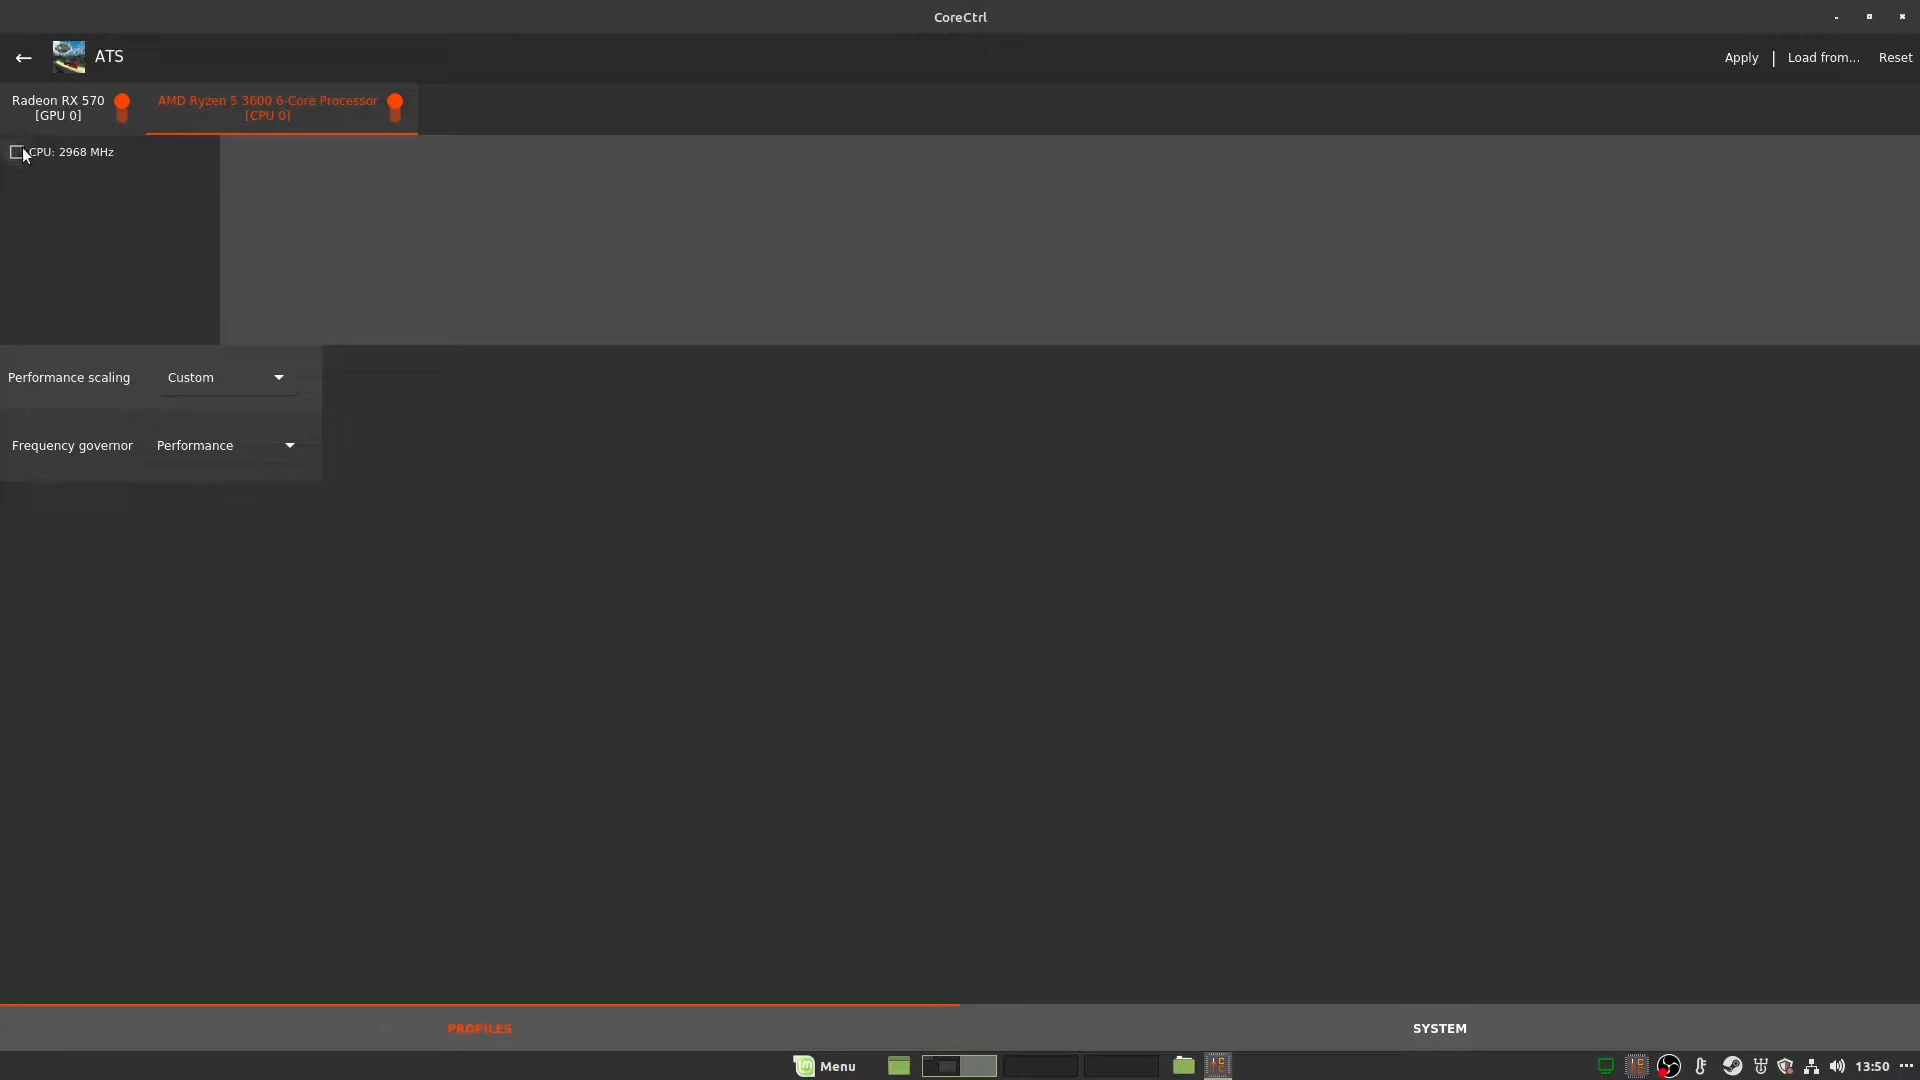 CoreCtrl
ATS
Apply | Load from... Reset
Radeon RX 570
[GPU 0]
AMD Ryzen 5 3600 6-Core Processor
[CPU 0]
CPU: 2968 MHz
Performance scaling Custom
Frequency governor Performance
PROFILES
SYSTEM
Menu
13:50